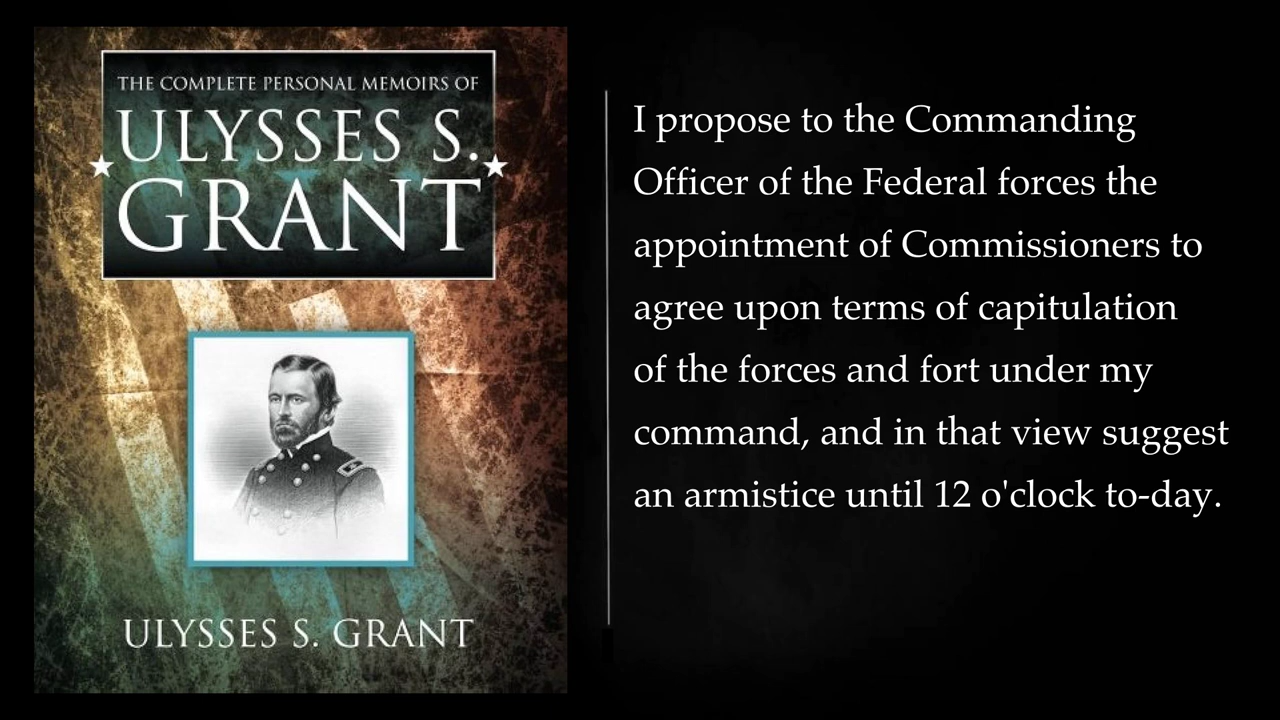 THE COMPLETE PERSONAL MEMOIRS OF
ULYSSES S.
GRANT
ULYSSES S. GRANT
I propose to the Commanding
Officer of the Federal forces the
appointment of Commissioners to
agree upon terms of capitulation
of the forces and fort under my
command, and in that view suggest
an armistice until 12 o'clock to-day.